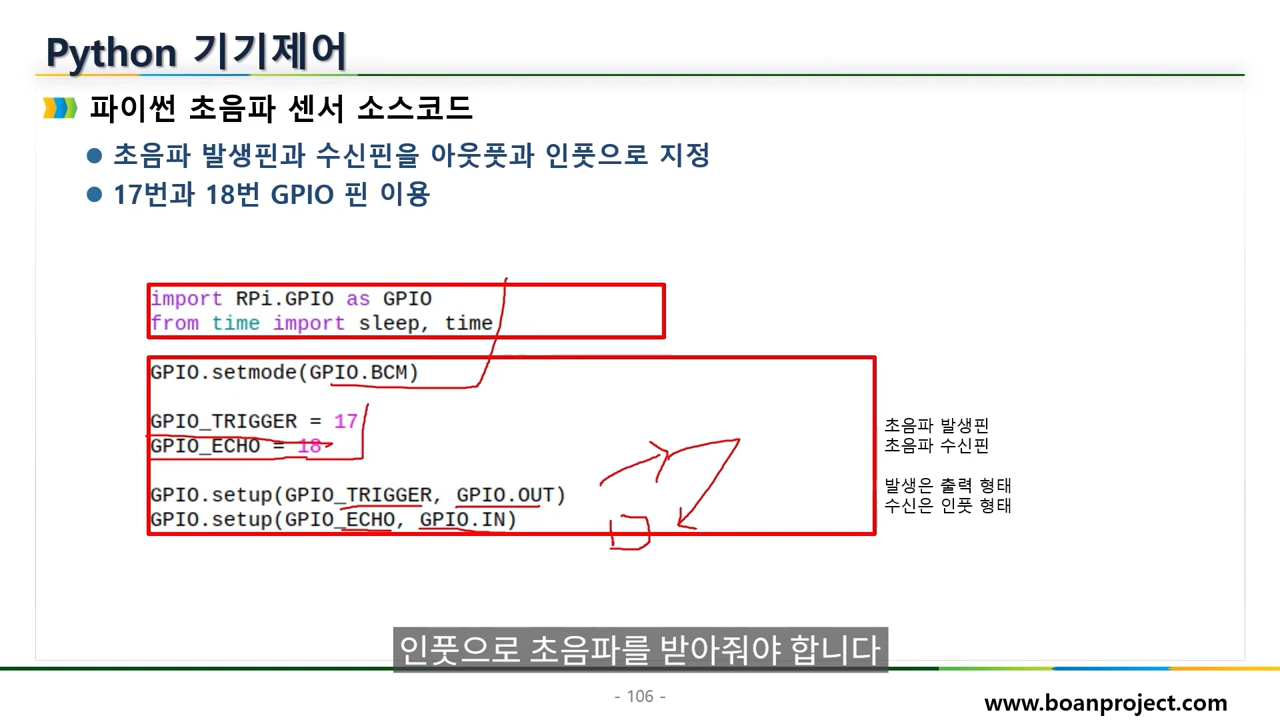 Python 기기제어
파이썬 초음파 센서 소스코드
초음파 발생핀과 수신핀을 아웃풋과 인풋으로 지정
17번과 18번 GPIO 핀 이용
import RPi.GPIO as GPIO
from time import sleep, time
GPIO.setmode(GPIO.BCM)
GPIO_TRIGGER = 17
GPIO_ECHO = 18
초음파 발생핀
초음파 수신핀
GPIO.setup(GPIO_TRIGGER, GPIO.OUT)
GPIO.setup(GPIO_ECHO, GPIO.IN)
발생은 출력 형태
수신은 인풋 형태
인풋으로 초음파를 받아줘야 합니다
- 106 -
www.boanproject.com